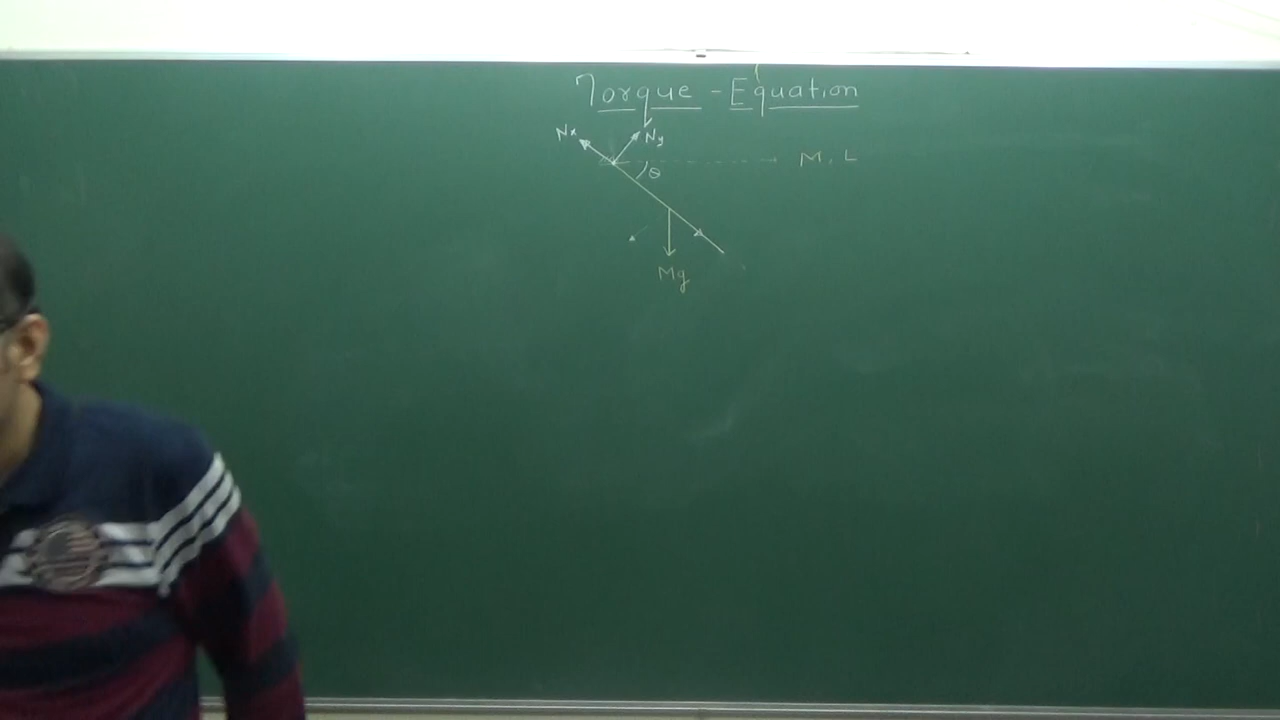 Torque - Equation
Nx Ny
θ M, L
Mg